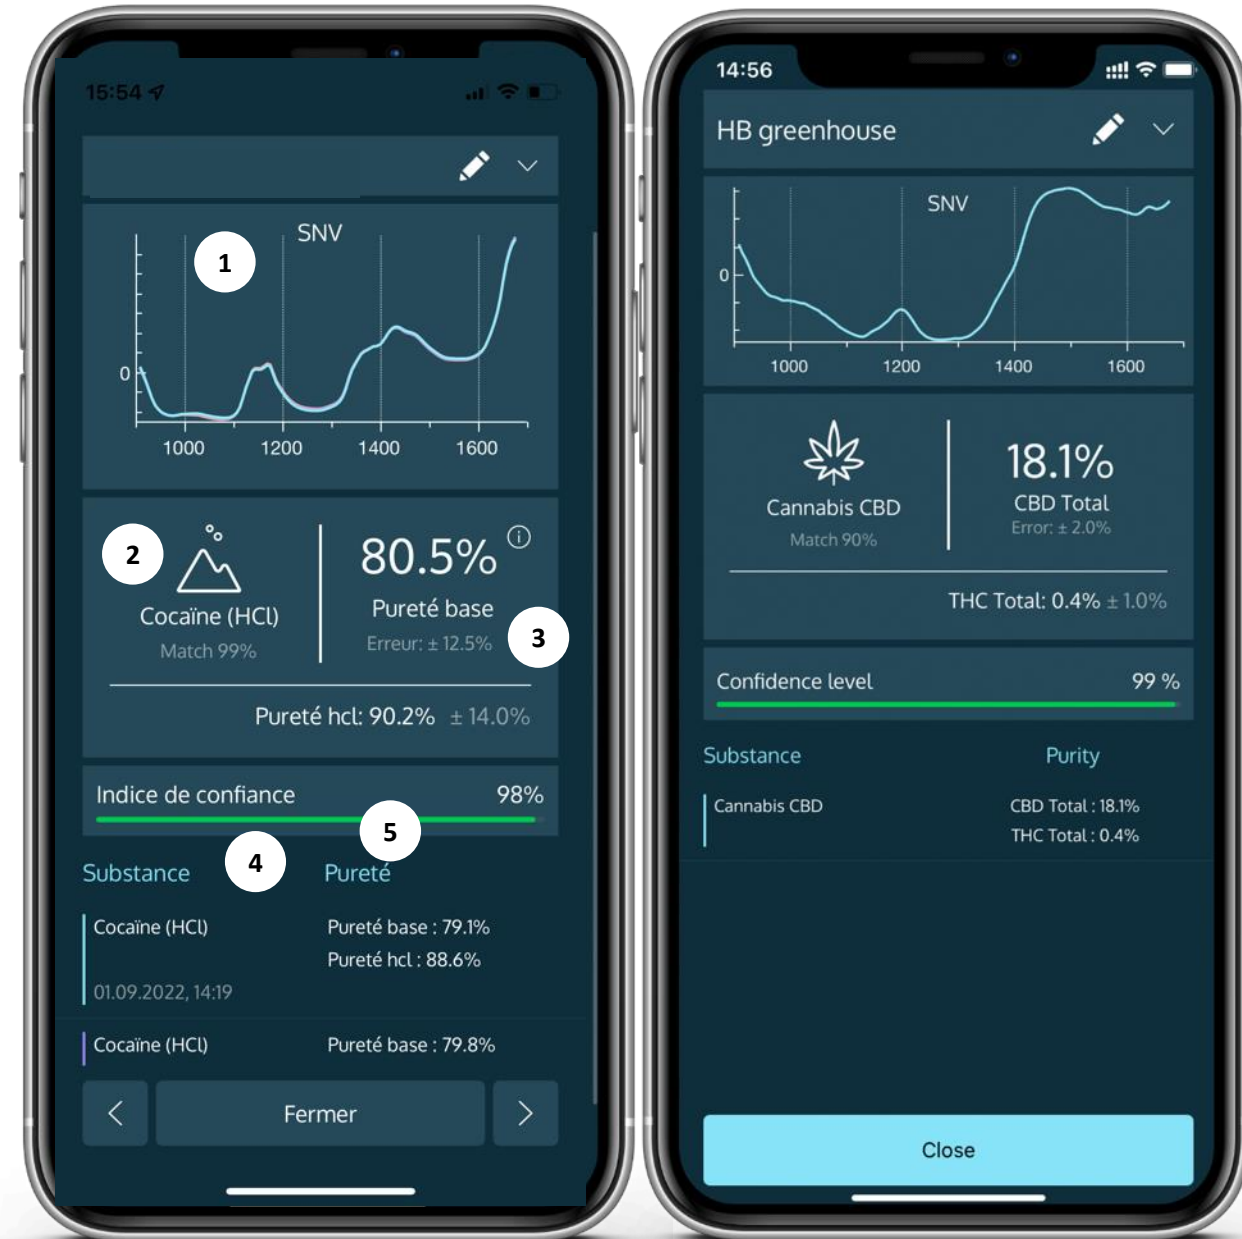 15:54
SNV
1
0
1000 1200 1400 1600
2
80.5%
Cocaïne (HCl)
Pureté base
Match 99%
Erreur: ± 12.5%
3
Pureté hcl: 90.2% ± 14.0%
Indice de confiance 98%
4
5
Substance Pureté
Cocaïne (HCl) Pureté base : 79.1%
Pureté hcl : 88.6%
01.09.2022, 14:19
Cocaïne (HCl) Pureté base : 79.8%
Fermer
14:56
HB greenhouse
SNV
0
1000 1200 1400 1600
18.1%
Cannabis CBD
CBD Total
Match 90%
Error: ± 2.0%
THC Total: 0.4% ± 1.0%
Confidence level 99 %
Substance Purity
Cannabis CBD CBD Total : 18.1%
THC Total : 0.4%
Close